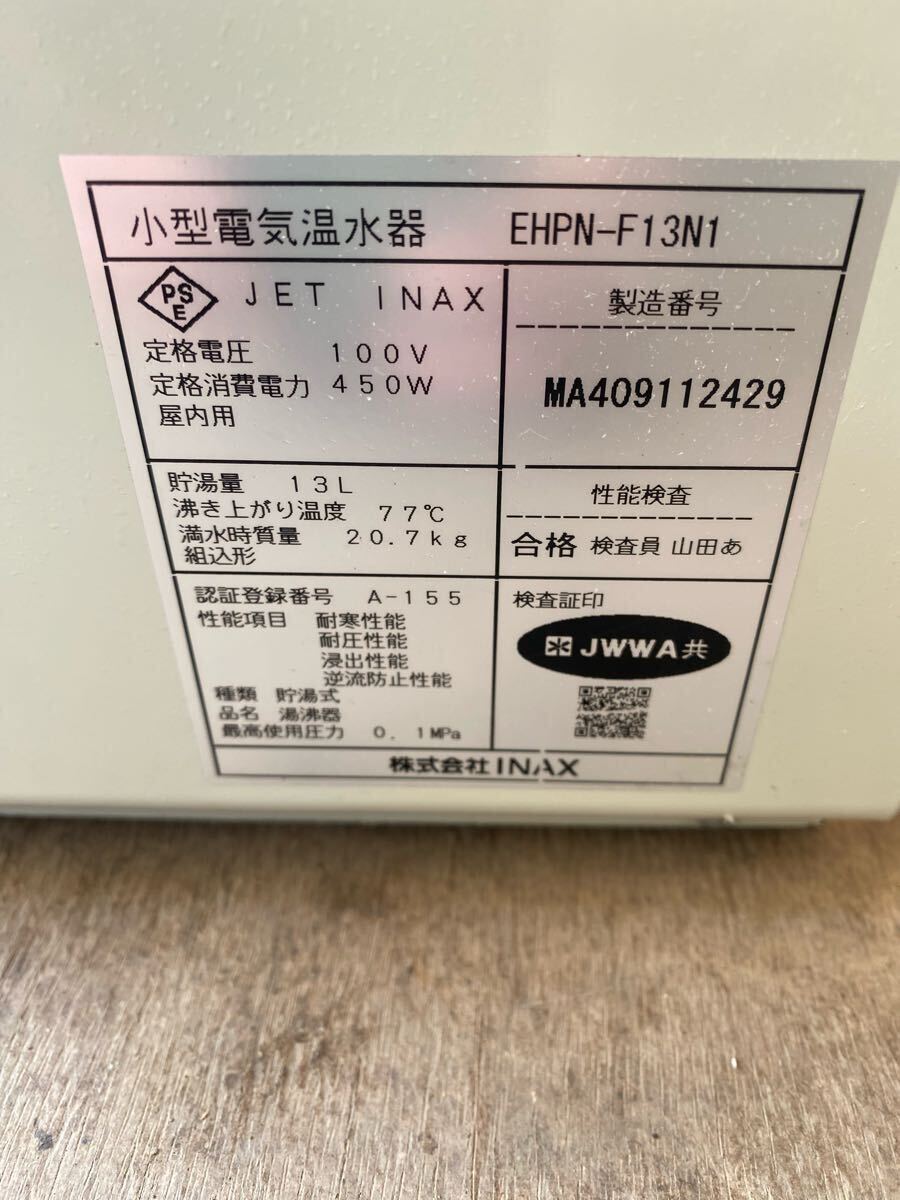 小型電気温水器 EHPN-F13N1
PS E JET INAX
定格電圧 100V
定格消費電力 450W
屋内用
製造番号
MA409112429
貯湯量 13L
沸き上がり温度 77℃
満水時質量 20.7kg
組込形
性能検査
合格 検査員 山田あ
認証登録番号 A-155
性能項目 耐寒性能
耐圧性能
浸出性能
逆流防止性能
種類 貯湯式
品名 湯沸器
最高使用圧力 0.1MPa
検査証印
JWWA共
株式会社INAX